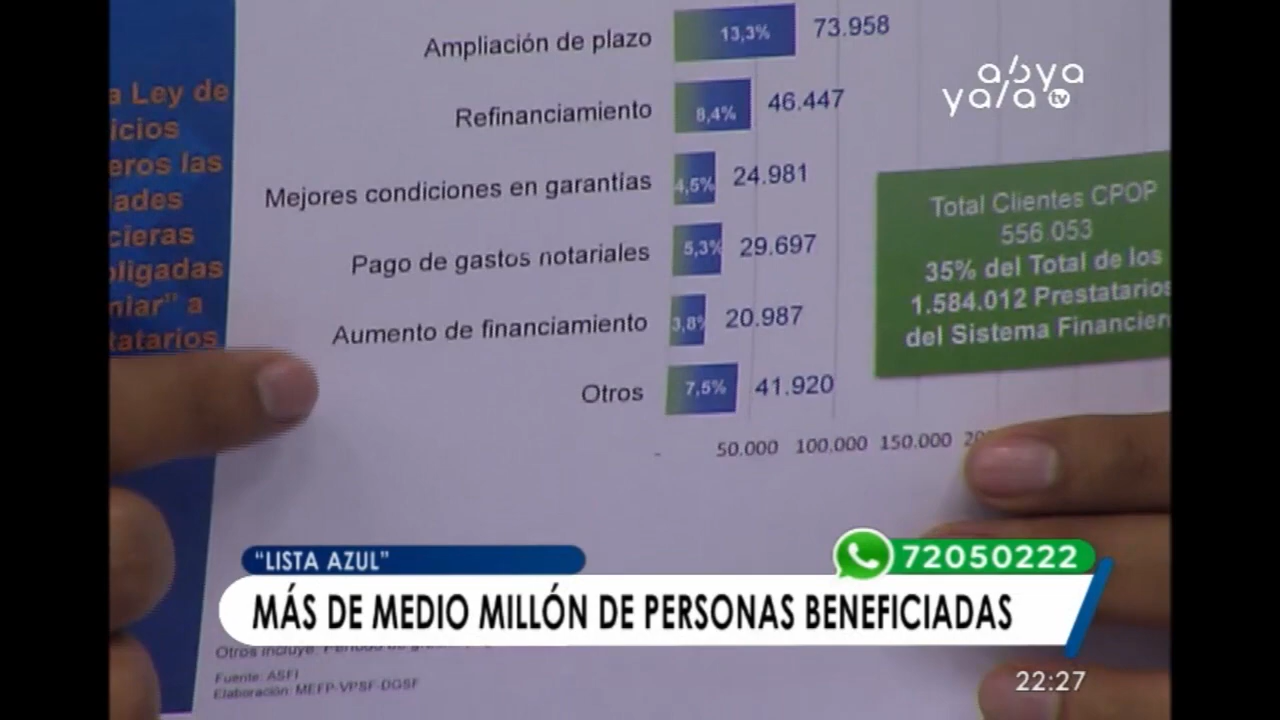 Ampliación de plazo 13,3% 73.958
abya
yala tv
Refinanciamiento 8,4% 46.447
Mejores condiciones en garantías 4,5% 24.981
Pago de gastos notariales 5,3% 29.697
Aumento de financiamiento 3,8% 20.987
Otros 7,5% 41.920
- 50.000 100.000 150.000
a Ley de
icios
eros las
dades
cieras
bligadas
niar" a
tatarios
Total Clientes CPOP
556.053
35% del Total de los
1.584.012 Prestatarios
del Sistema Financier
"LISTA AZUL"
72050222
MÁS DE MEDIO MILLÓN DE PERSONAS BENEFICIADAS
Otros incluye:
Fuente: ASFI
Elaboración: MEFP-VPSF-DGSF
22:27